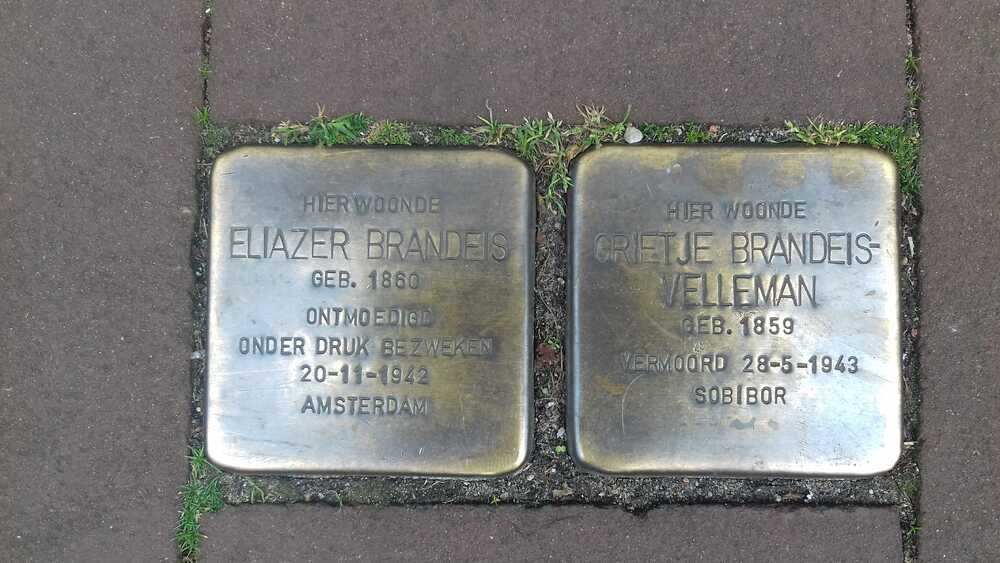 HIER WOONDE
ELIAZER BRANDEIS
GEB. 1860
ONTMOEDIGD
ONDER DRUK BEZWEKEN
20-11-1942
AMSTERDAM
HIER WOONDE
GRIETJE BRANDEIS-
VELLEMAN
GEB. 1859
VERMOORD 28-5-1943
SOBIBOR